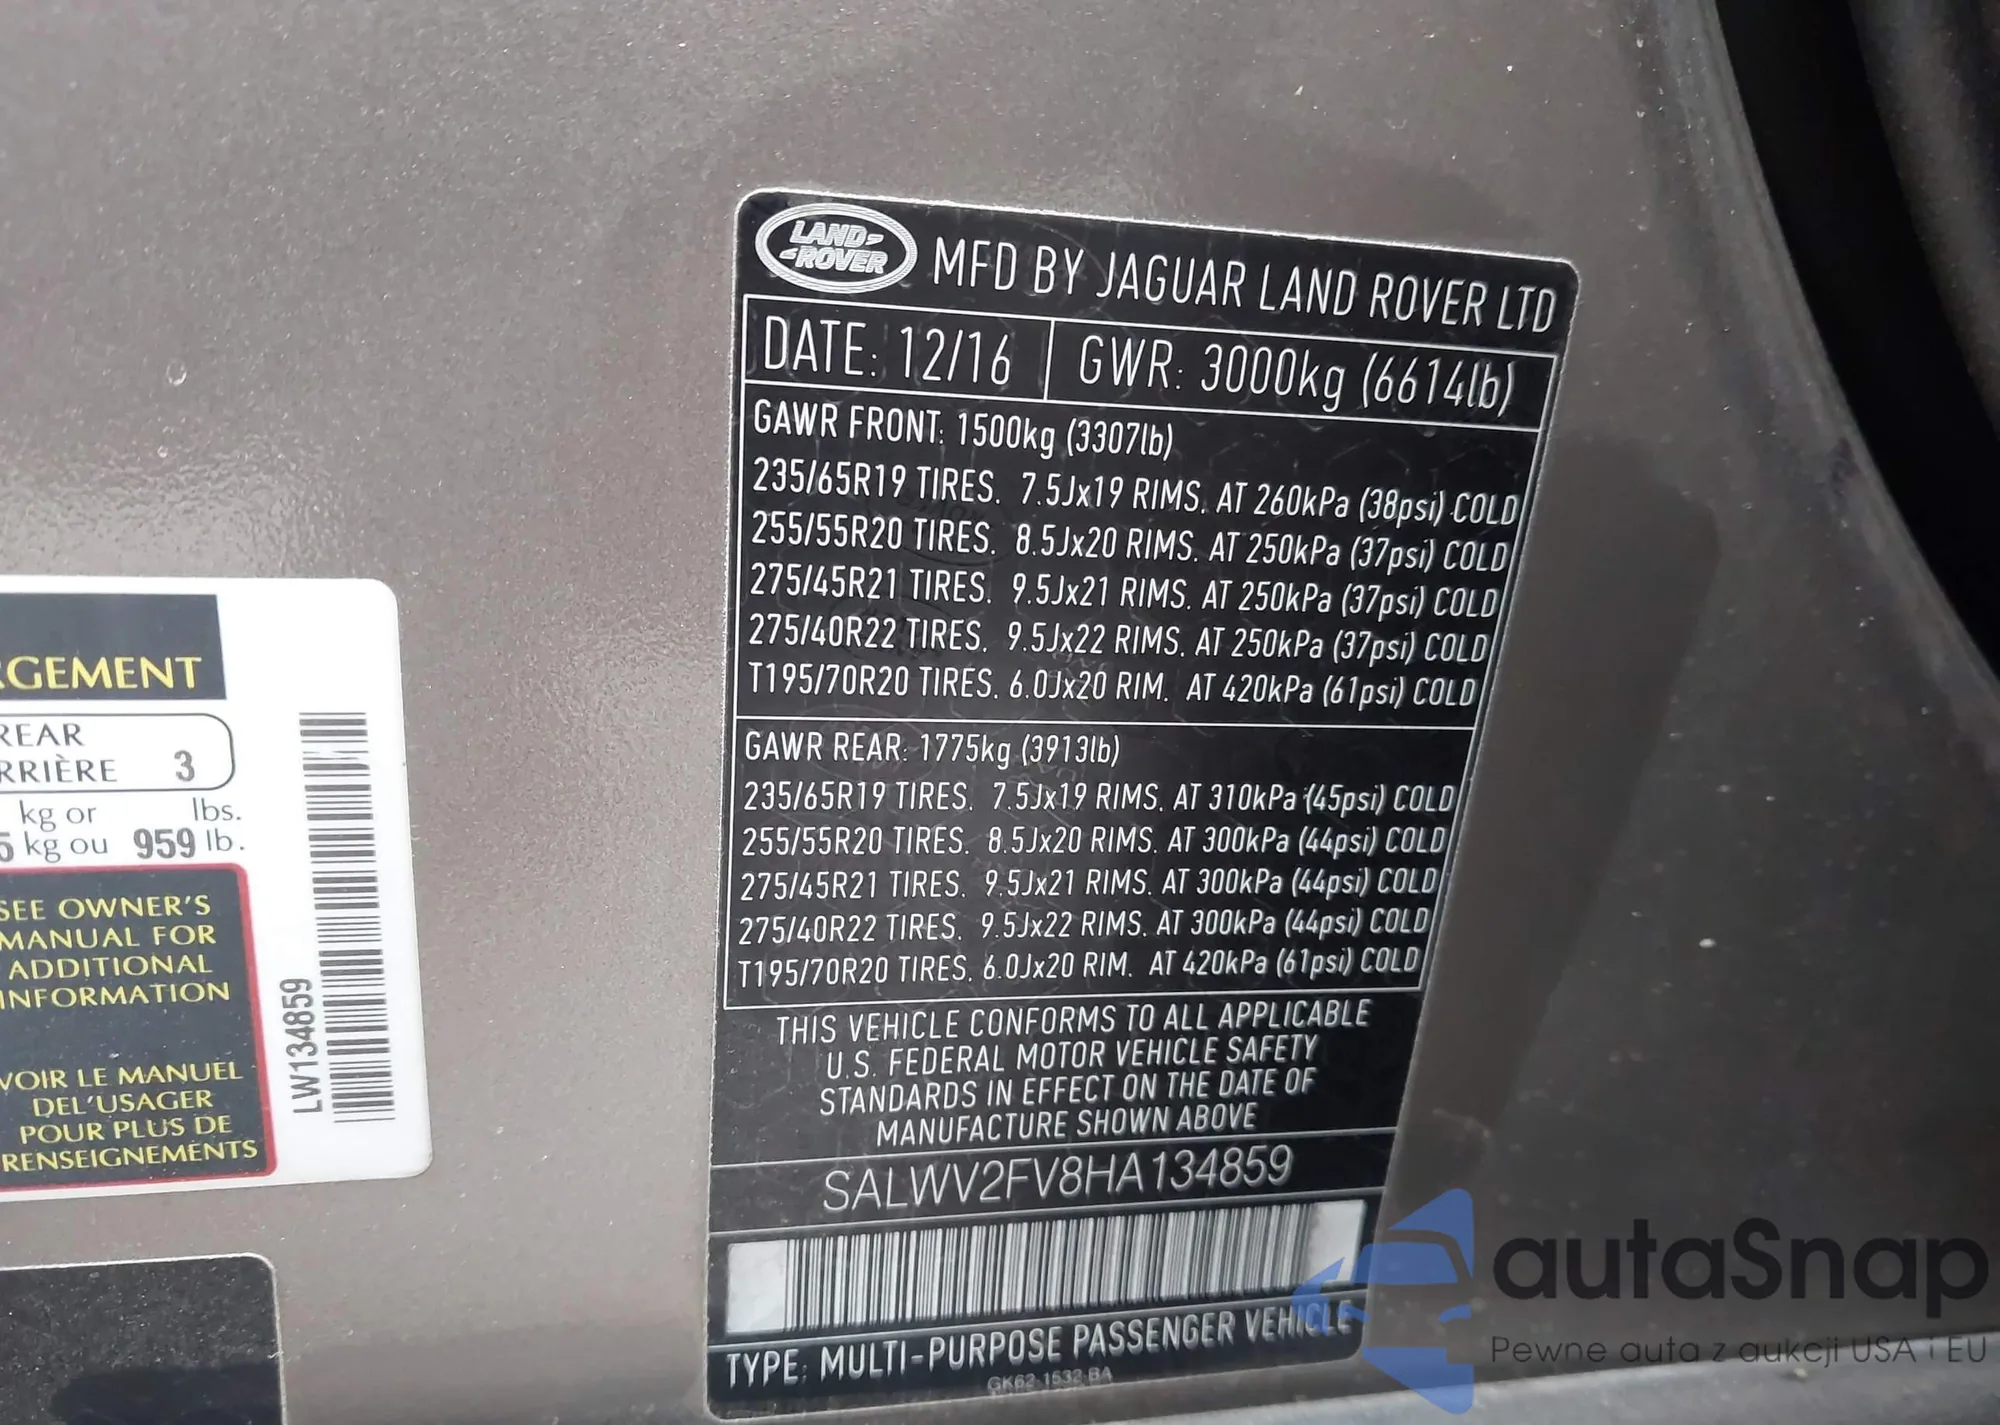 LAND-
-ROVER
MFD BY JAGUAR LAND ROVER LTD
DATE: 12/16
GWR: 3000kg (6614lb)
GAWR FRONT: 1500kg (3307lb)
235/65R19 TIRES. 7.5Jx19 RIMS. AT 260kPa (38psi) COLD
255/55R20 TIRES. 8.5Jx20 RIMS. AT 250kPa (37psi) COLD
275/45R21 TIRES. 9.5Jx21 RIMS. AT 250kPa (37psi) COLD
275/40R22 TIRES. 9.5Jx22 RIMS. AT 250kPa (37psi) COLD
T195/70R20 TIRES. 6.0Jx20 RIM. AT 420kPa (61psi) COLD
GAWR REAR: 1775kg (3913lb)
235/65R19 TIRES. 7.5Jx19 RIMS. AT 310kPa (45psi) COLD
255/55R20 TIRES. 8.5Jx20 RIMS. AT 300kPa (44psi) COLD
275/45R21 TIRES. 9.5Jx21 RIMS. AT 300kPa (44psi) COLD
275/40R22 TIRES. 9.5Jx22 RIMS. AT 300kPa (44psi) COLD
T195/70R20 TIRES. 6.0Jx20 RIM. AT 420kPa (61psi) COLD
THIS VEHICLE CONFORMS TO ALL APPLICABLE
U.S. FEDERAL MOTOR VEHICLE SAFETY
STANDARDS IN EFFECT ON THE DATE OF
MANUFACTURE SHOWN ABOVE
SALWV2FV8HA134859
TYPE: MULTI-PURPOSE PASSENGER VEHICLE
GK62-1532-BA
RGEMENT
REAR
RRIÈRE 3
kg or lbs.
5 kg ou 959 lb.
SEE OWNER'S
MANUAL FOR
ADDITIONAL
INFORMATION
VOIR LE MANUEL
DEL'USAGER
POUR PLUS DE
RENSEIGNEMENTS
LW134859
autaSnap
Pewne auta z aukcji USA i EU